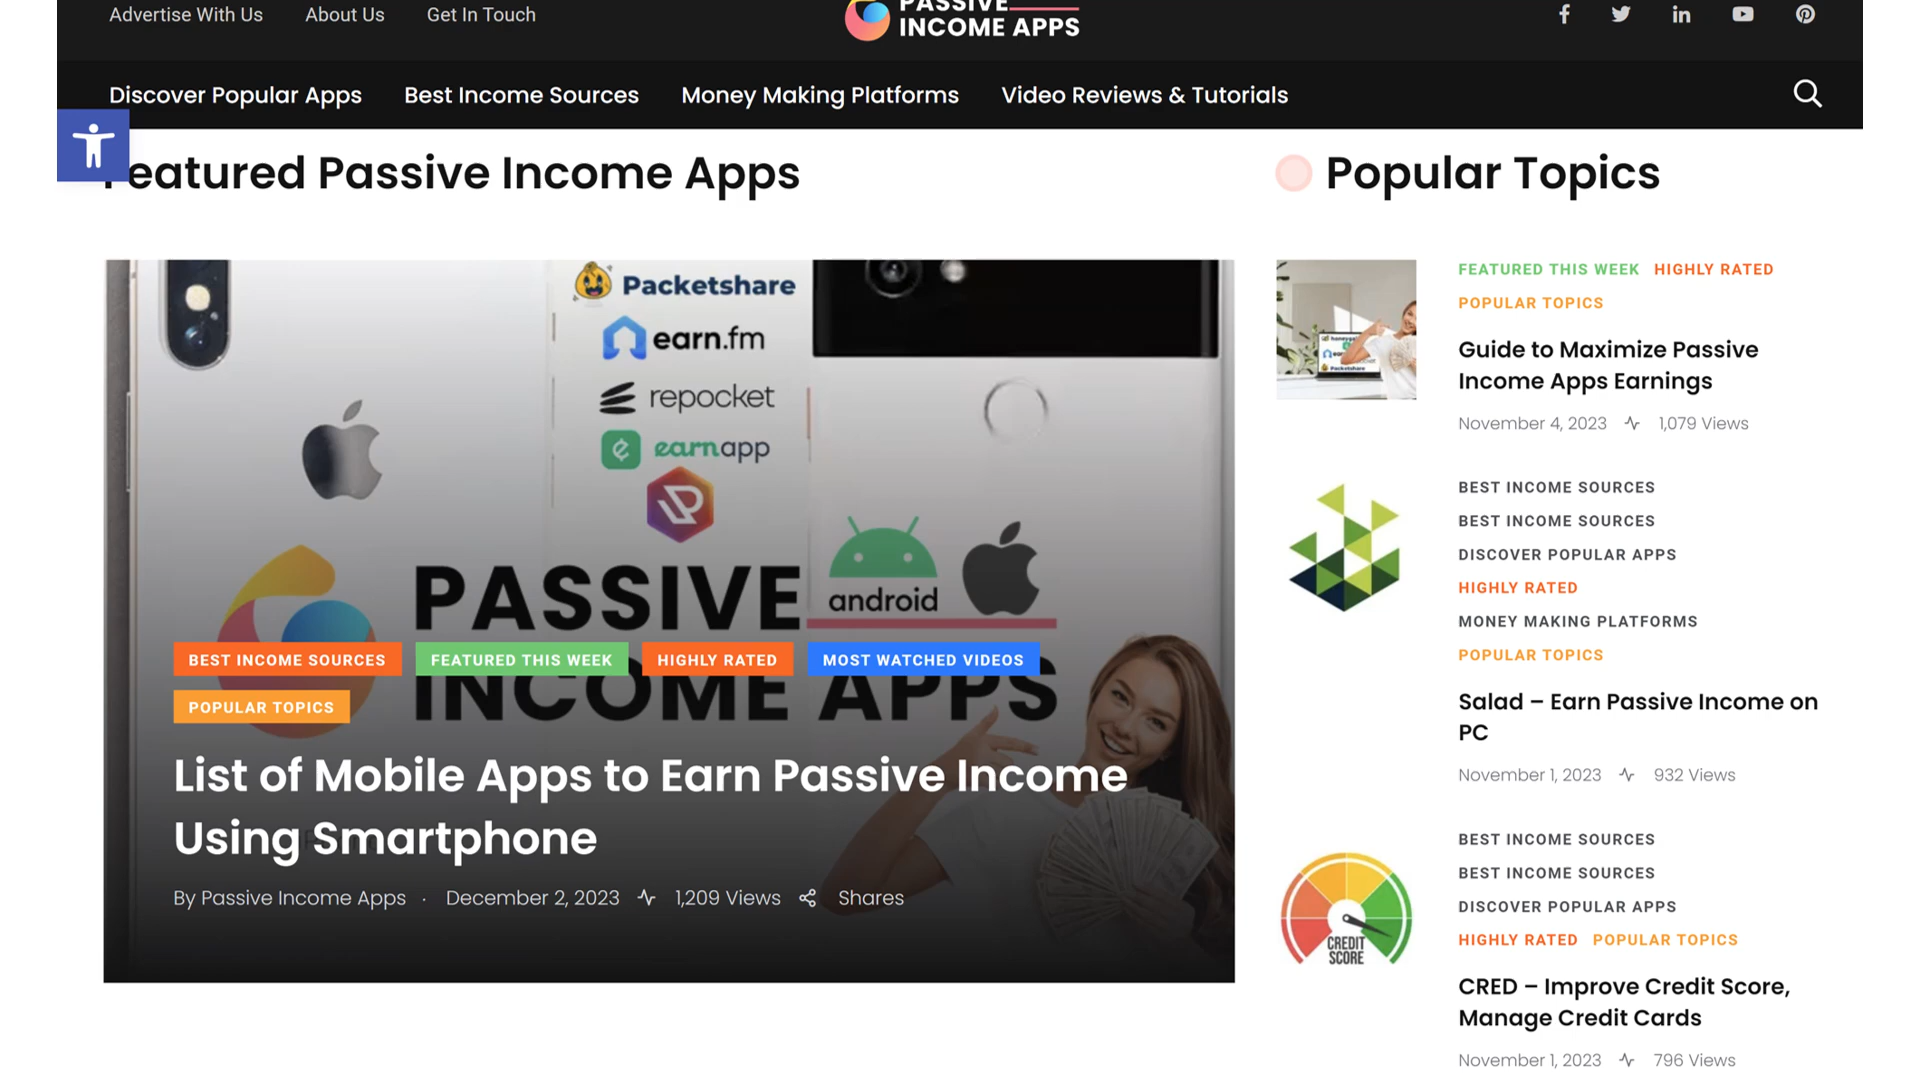 Advertise With Us
About Us
Get In Touch
PASSIVE
INCOME APPS
Discover Popular Apps
Best Income Sources
Money Making Platforms
Video Reviews & Tutorials
Featured Passive Income Apps
Packetshare
earn.fm
repocket
earnapp
android
PASSIVE
INCOME APPS
BEST INCOME SOURCES
FEATURED THIS WEEK
HIGHLY RATED
MOST WATCHED VIDEOS
POPULAR TOPICS
List of Mobile Apps to Earn Passive Income
Using Smartphone
By Passive Income Apps · December 2, 2023 1,209 Views Shares
Popular Topics
FEATURED THIS WEEK HIGHLY RATED
POPULAR TOPICS
Guide to Maximize Passive
Income Apps Earnings
November 4, 2023 1,079 Views
BEST INCOME SOURCES
BEST INCOME SOURCES
DISCOVER POPULAR APPS
HIGHLY RATED
MONEY MAKING PLATFORMS
POPULAR TOPICS
Salad – Earn Passive Income on
PC
November 1, 2023 932 Views
CREDIT
SCORE
BEST INCOME SOURCES
BEST INCOME SOURCES
DISCOVER POPULAR APPS
HIGHLY RATED POPULAR TOPICS
CRED – Improve Credit Score,
Manage Credit Cards
November 1, 2023 796 Views